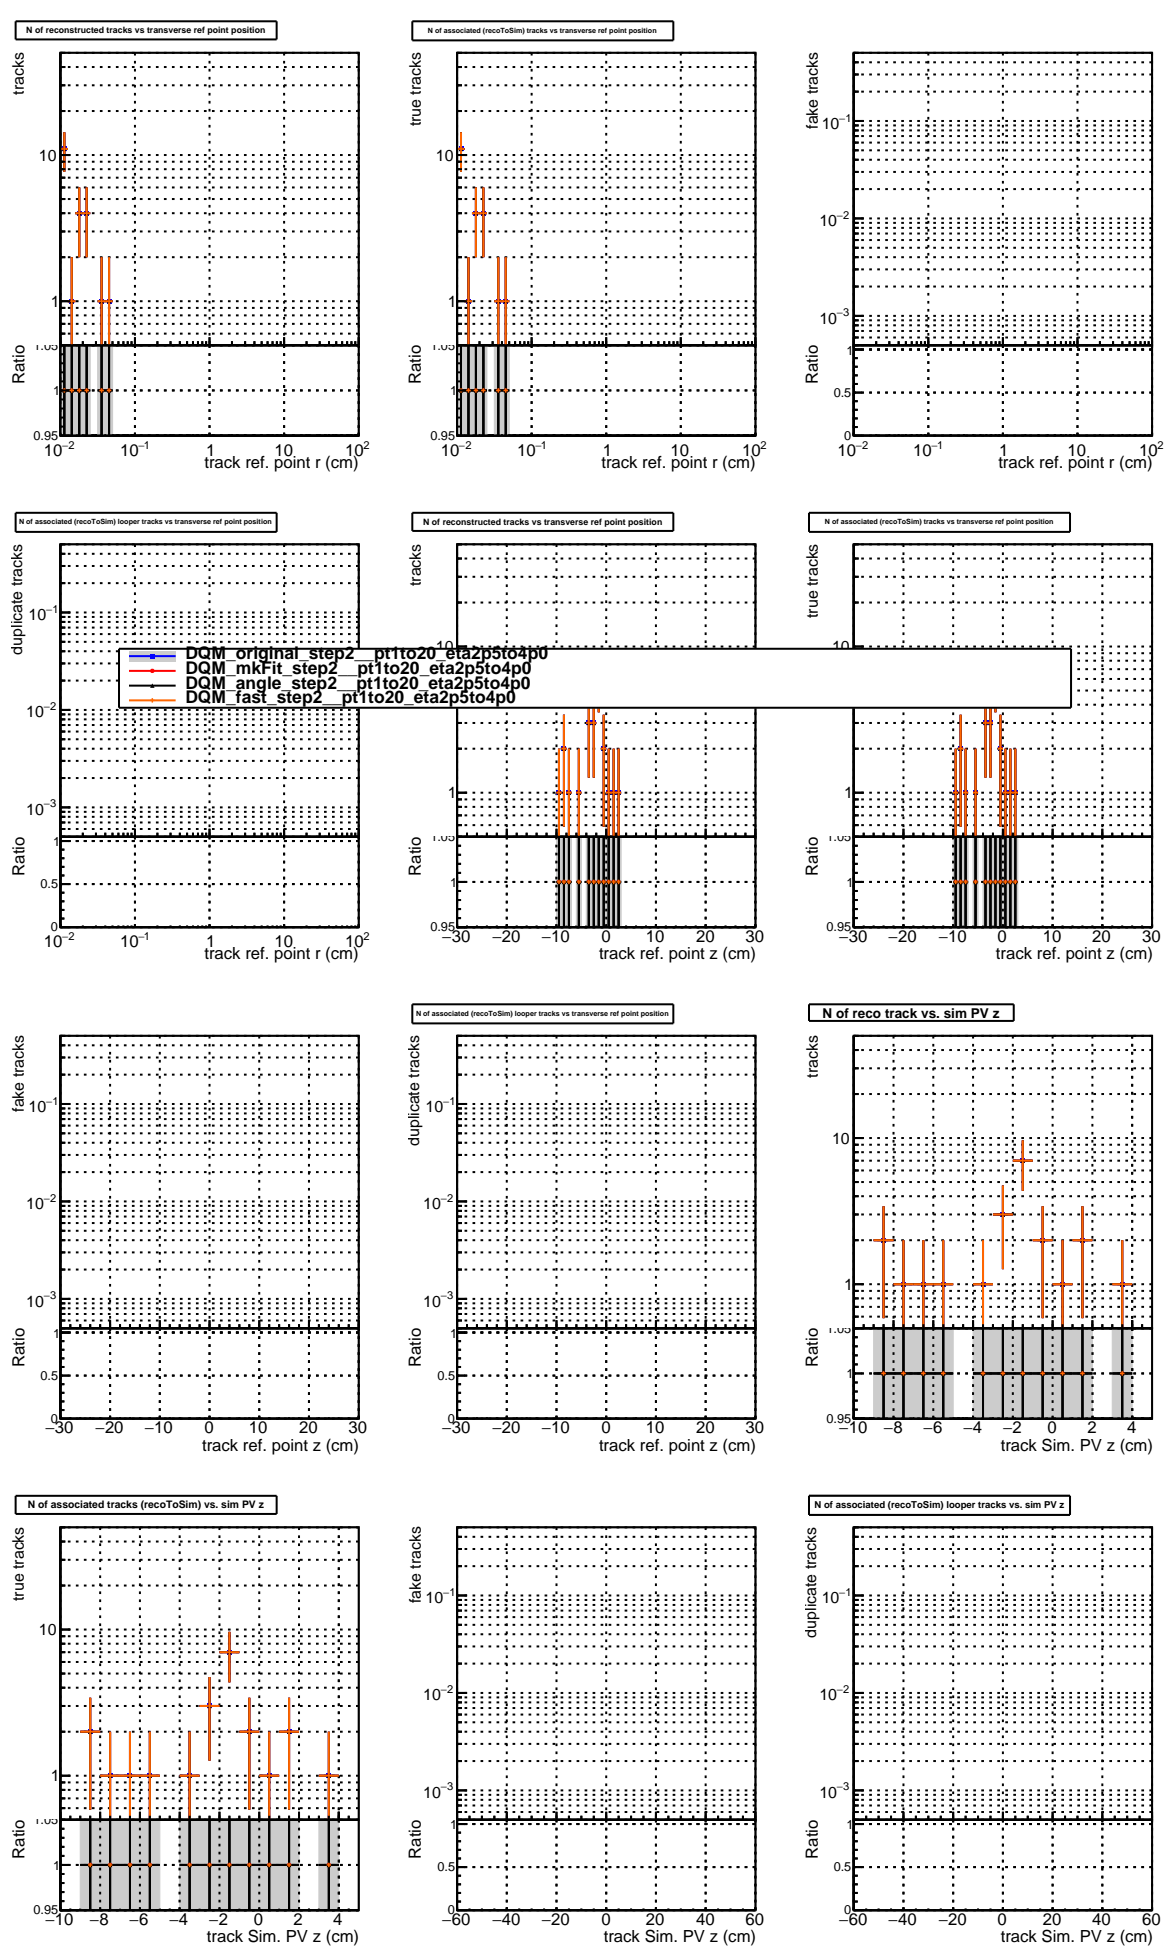 N of reconstructed tracks vs transverse ref point position
tracks
10
1
1.05
Ratio
1
0.95
10⁻² 10⁻¹ 1 10 10²
track ref. point r (cm)
N of associated (recoToSim) tracks vs transverse ref point position
true tracks
10
1
1.05
Ratio
1
0.95
10⁻² 10⁻¹ 1 10 10²
track ref. point r (cm)
fake tracks
10⁻¹
10⁻²
10⁻³
Ratio
1
0.5
0
10⁻² 10⁻¹ 1 10 10²
track ref. point r (cm)
N of associated (recoToSim) looper tracks vs transverse ref point position
duplicate tracks
10⁻¹
10⁻²
10⁻³
Ratio
1
0.5
0
10⁻² 10⁻¹ 1 10 10²
track ref. point r (cm)
N of reconstructed tracks vs transverse ref point position
tracks
10
1
1.05
Ratio
1
0.95
−30 −20 −10 0 10 20 30
track ref. point z (cm)
N of associated (recoToSim) tracks vs transverse ref point position
true tracks
10
1
1.05
Ratio
1
0.95
−30 −20 −10 0 10 20 30
track ref. point z (cm)
DQM_original_step2__pt1to20_eta2p5to4p0
DQM_mkFit_step2__pt1to20_eta2p5to4p0
DQM_angle_step2__pt1to20_eta2p5to4p0
DQM_fast_step2__pt1to20_eta2p5to4p0
fake tracks
10⁻¹
10⁻²
10⁻³
Ratio
1
0.5
0
−30 −20 −10 0 10 20 30
track ref. point z (cm)
N of associated (recoToSim) looper tracks vs transverse ref point position
duplicate tracks
10⁻¹
10⁻²
10⁻³
Ratio
1
0.5
0
−30 −20 −10 0 10 20 30
track ref. point z (cm)
N of reco track vs. sim PV z
tracks
10
1
1.05
Ratio
1
0.95
−10 −8 −6 −4 −2 0 2 4
track Sim. PV z (cm)
N of associated tracks (recoToSim) vs. sim PV z
true tracks
10
1
1.05
Ratio
1
0.95
−10 −8 −6 −4 −2 0 2 4
track Sim. PV z (cm)
fake tracks
10⁻¹
10⁻²
10⁻³
Ratio
1
0.5
0
−60 −40 −20 0 20 40 60
track Sim. PV z (cm)
N of associated (recoToSim) looper tracks vs. sim PV z
duplicate tracks
10⁻¹
10⁻²
10⁻³
Ratio
1
0.5
0
−60 −40 −20 0 20 40 60
track Sim. PV z (cm)